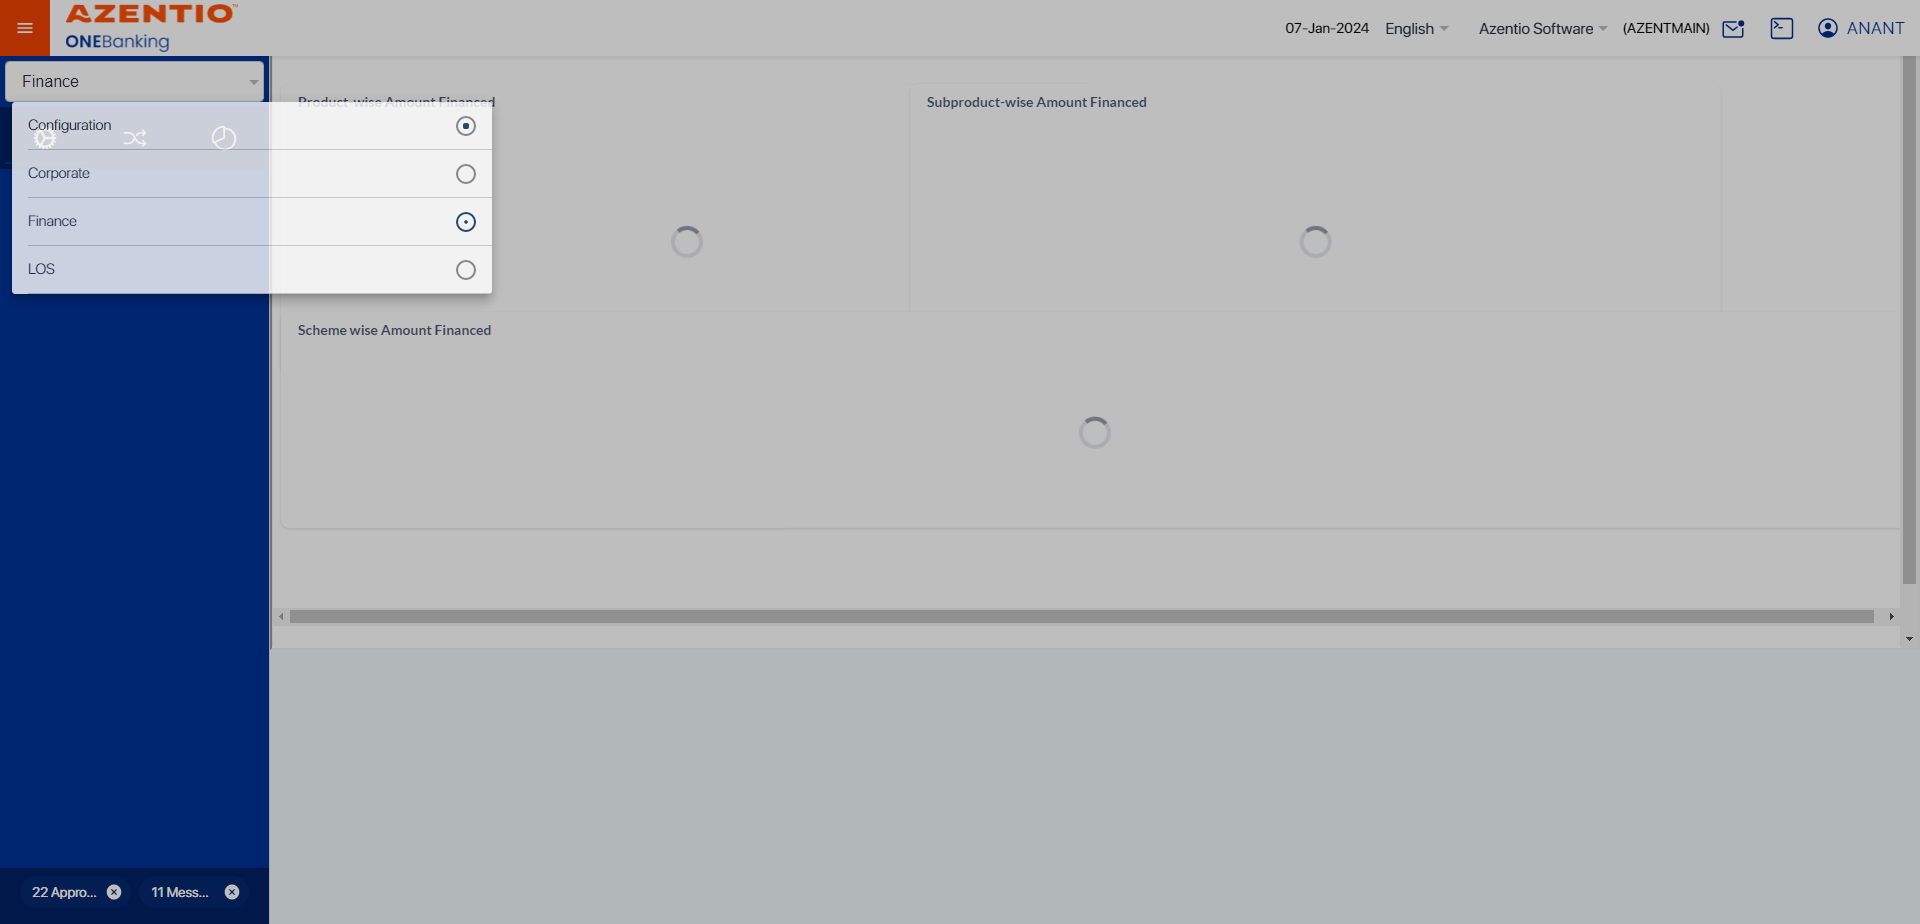 AZENTIO™
ONEBanking
07-Jan-2024 English Azentio Software (AZENTMAIN) ANANT
Finance
Product-wise Amount Financed
Subproduct-wise Amount Financed
Configuration
Corporate
Finance
LOS
Scheme wise Amount Financed
22 Appro... 11 Mess...